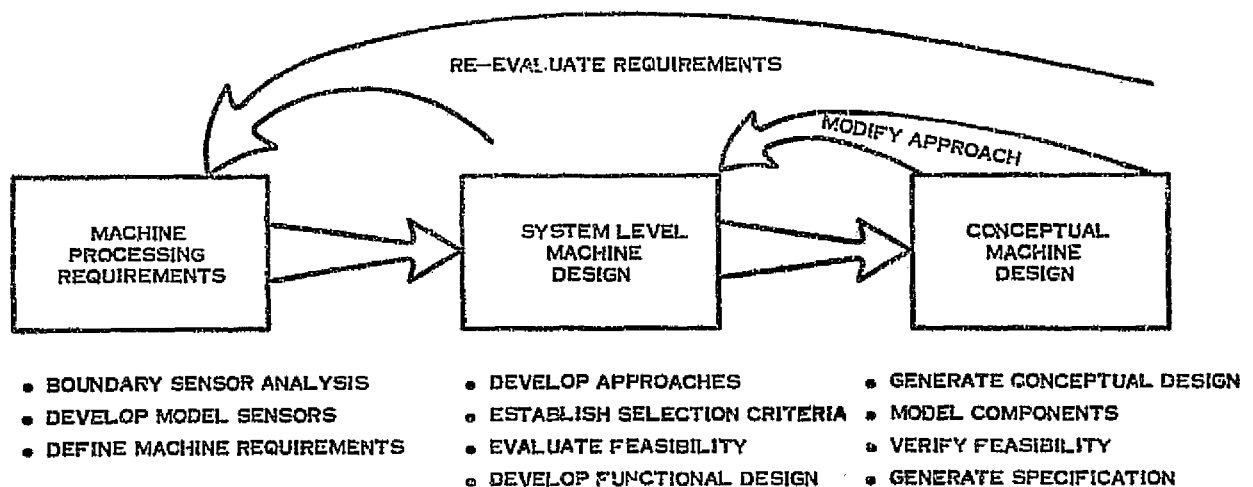 RE-EVALUATE REQUIREMENTS
MODIFY APPROACH
MACHINE
PROCESSING
REQUIREMENTS
SYSTEM LEVEL
MACHINE
DESIGN
CONCEPTUAL
MACHINE
DESIGN
• BOUNDARY SENSOR ANALYSIS
• DEVELOP MODEL SENSORS
• DEFINE MACHINE REQUIREMENTS
• DEVELOP APPROACHES
• ESTABLISH SELECTION CRITERIA
• EVALUATE FEASIBILITY
• DEVELOP FUNCTIONAL DESIGN
• GENERATE CONCEPTUAL DESIGN
• MODEL COMPONENTS
• VERIFY FEASIBILITY
• GENERATE SPECIFICATION